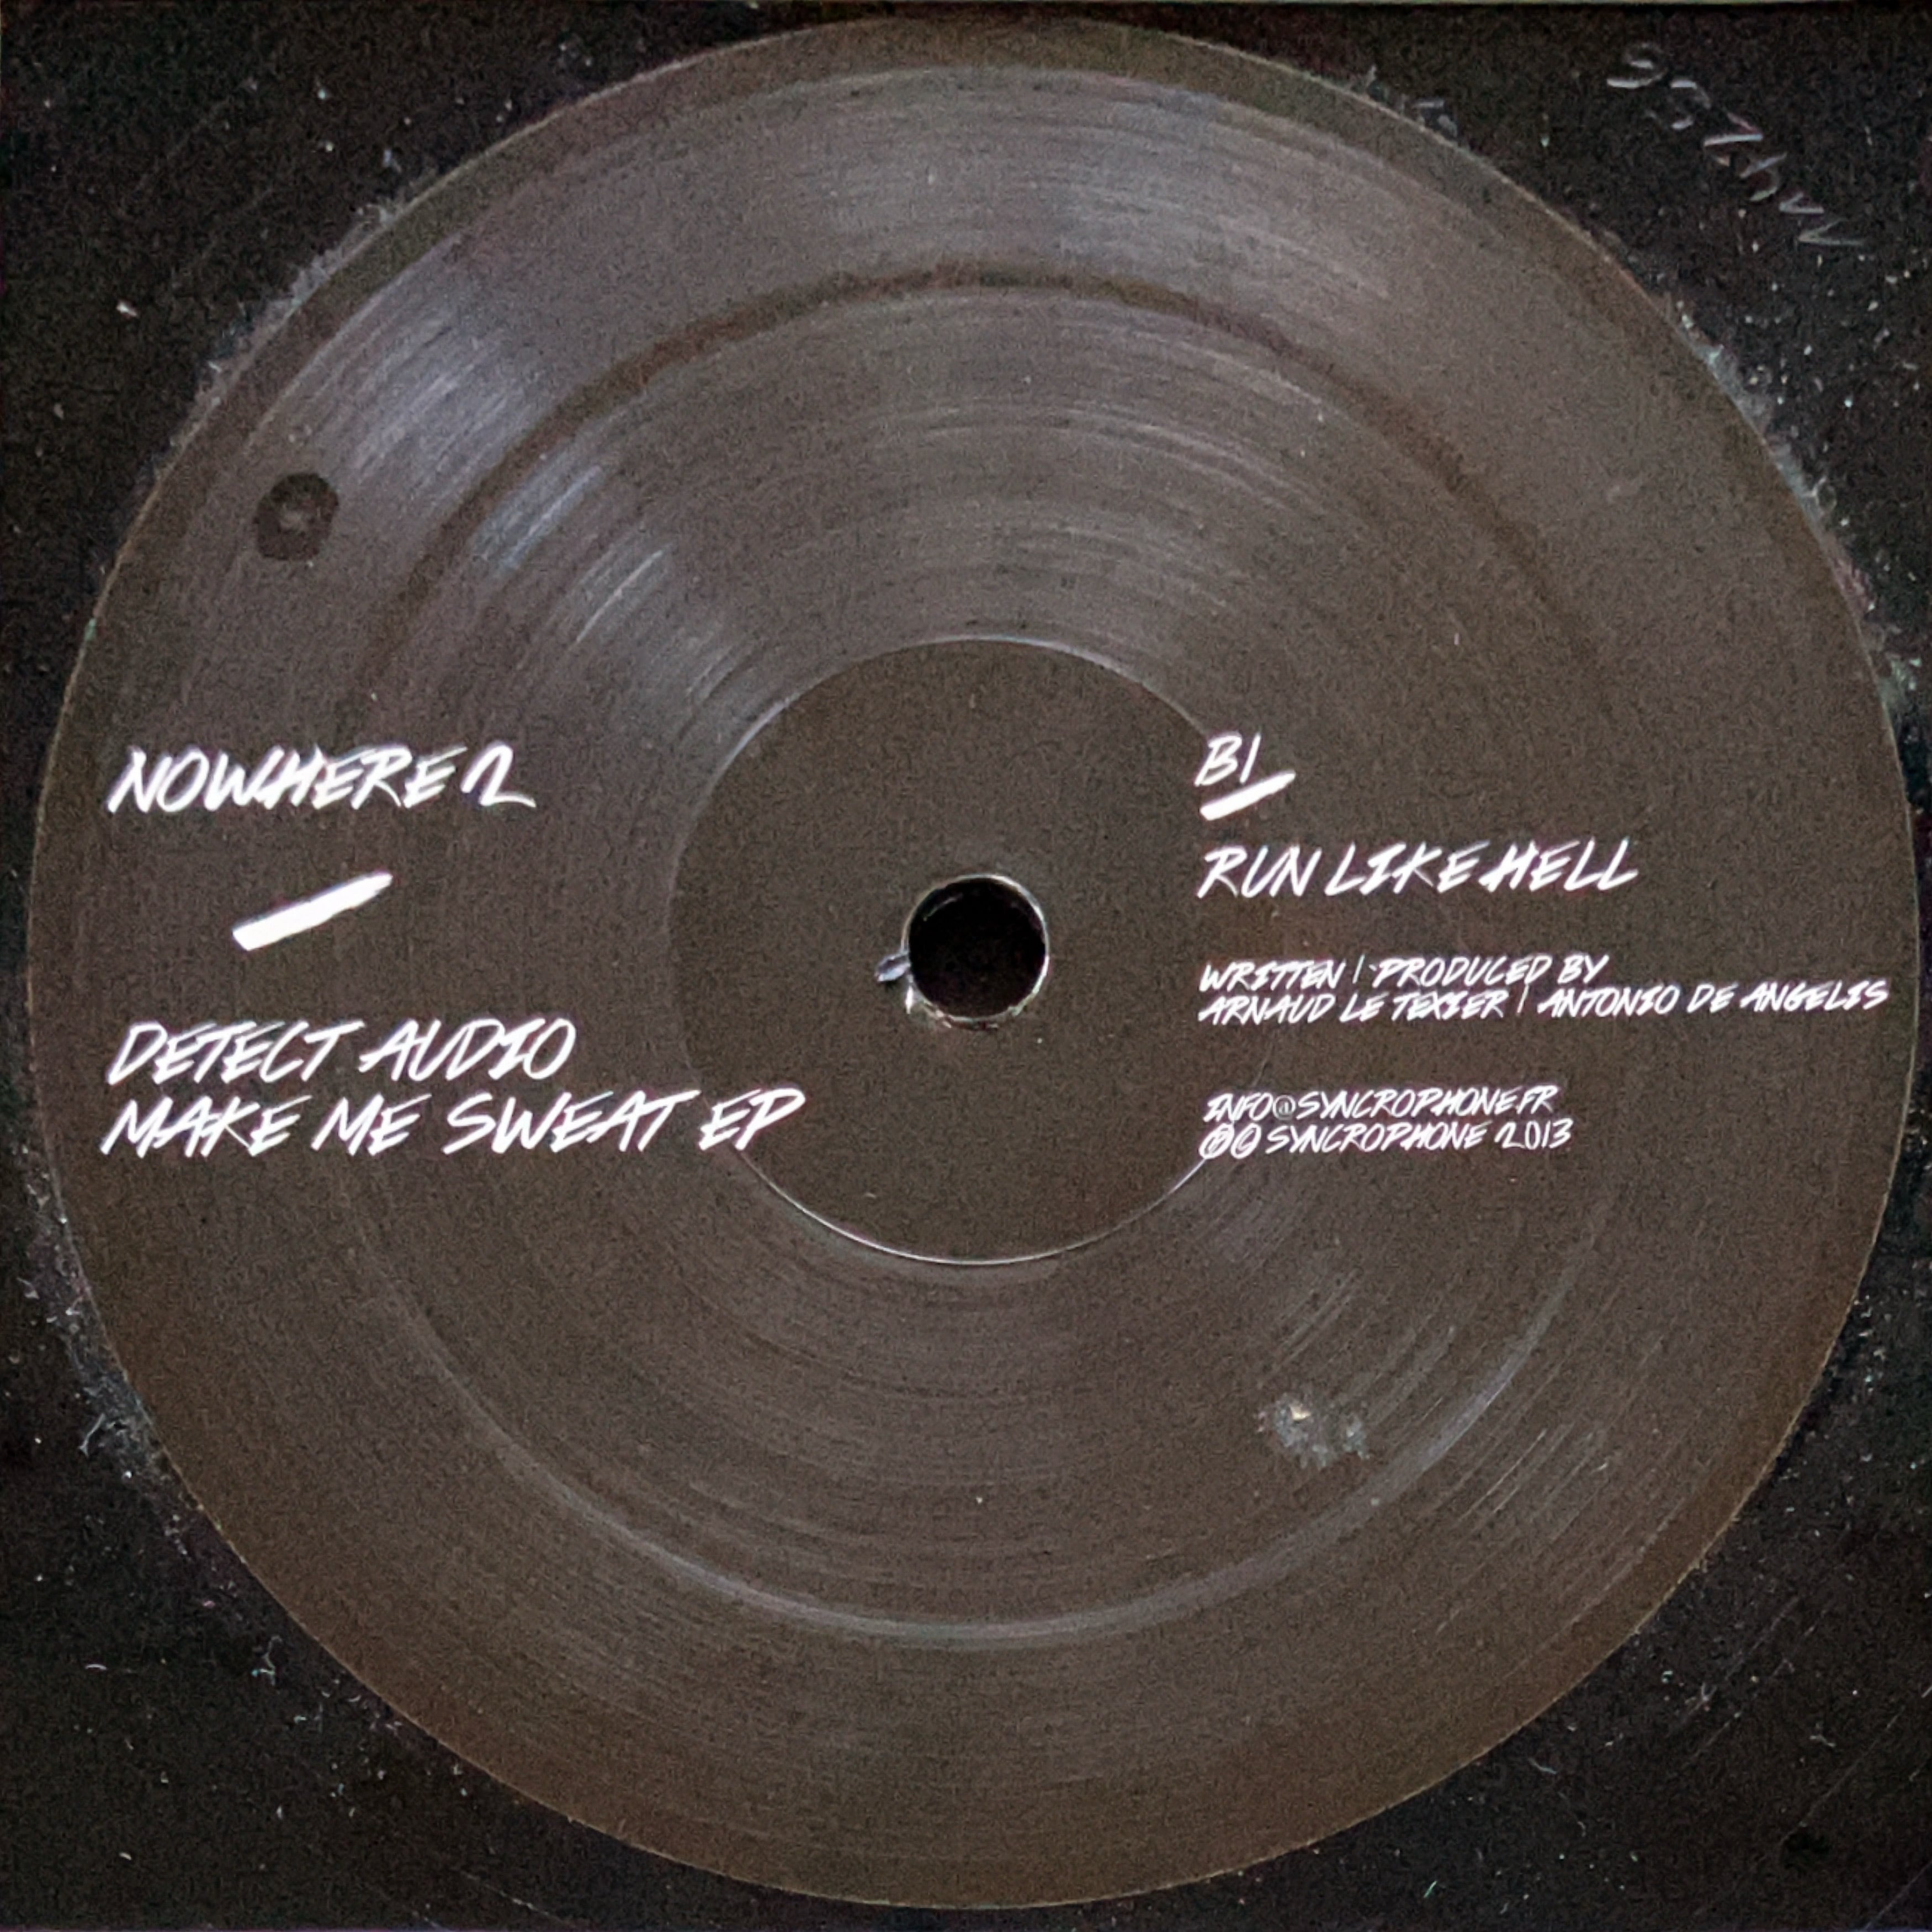 NOWHERE 2
DETECT AUDIO
MAKE ME SWEAT EP
B1
RUN LIKE HELL
WRITTEN | PRODUCED BY
ARNAUD LE TEXIER | ANTONIO DE ANGELIS
INFO@SYNCROPHONE.FR
℗© SYNCROPHONE 2013